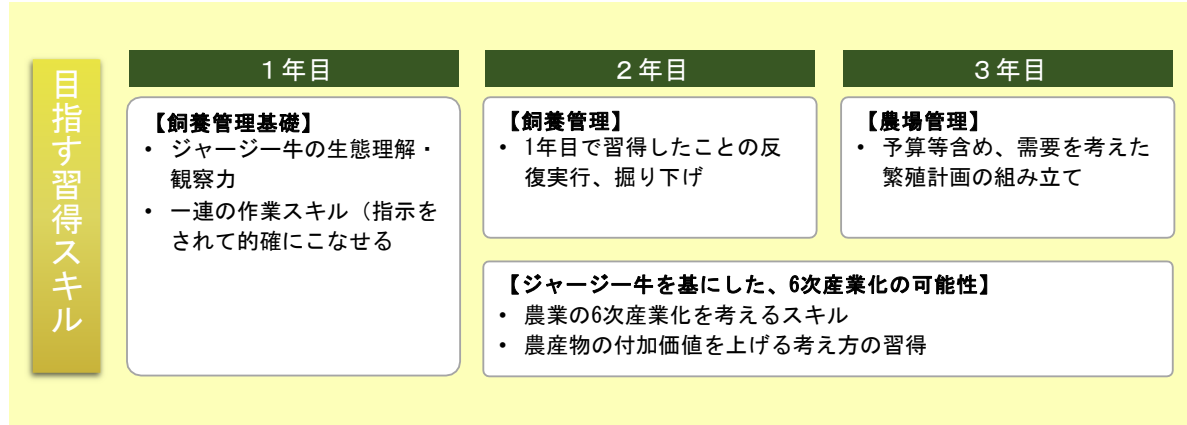 目指す習得スキル
1年目
【飼養管理基礎】
• ジャージー牛の生態理解・
観察力
• 一連の作業スキル（指示を
されて的確にこなせる
2年目
【飼養管理】
• 1年目で習得したことの反
復実行、掘り下げ
3年目
【農場管理】
• 予算等含め、需要を考えた
繁殖計画の組み立て
【ジャージー牛を基にした、6次産業化の可能性】
• 農業の6次産業化を考えるスキル
• 農産物の付加価値を上げる考え方の習得